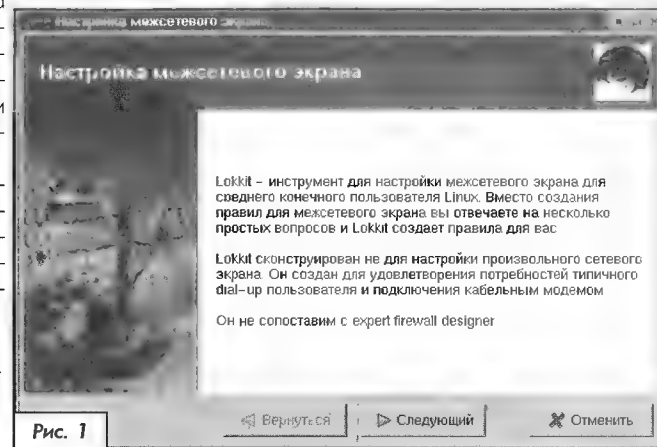 Настройка межсетевого экрана
Настройка межсетевого экрана
Lokkit – инструмент для настройки межсетевого экрана для
среднего конечного пользователя Linux. Вместо создания
правил для межсетевого экрана вы отвечаете на несколько
простых вопросов и Lokkit создает правила для вас
Lokkit сконструирован не для настройки произвольного сетевого
экрана. Он создан для удовлетворения потребностей типичного
dial-up пользователя и подключения кабельным модемом
Он не сопоставим с expert firewall designer
Вернуться Следующий Отменить
Рис. 1